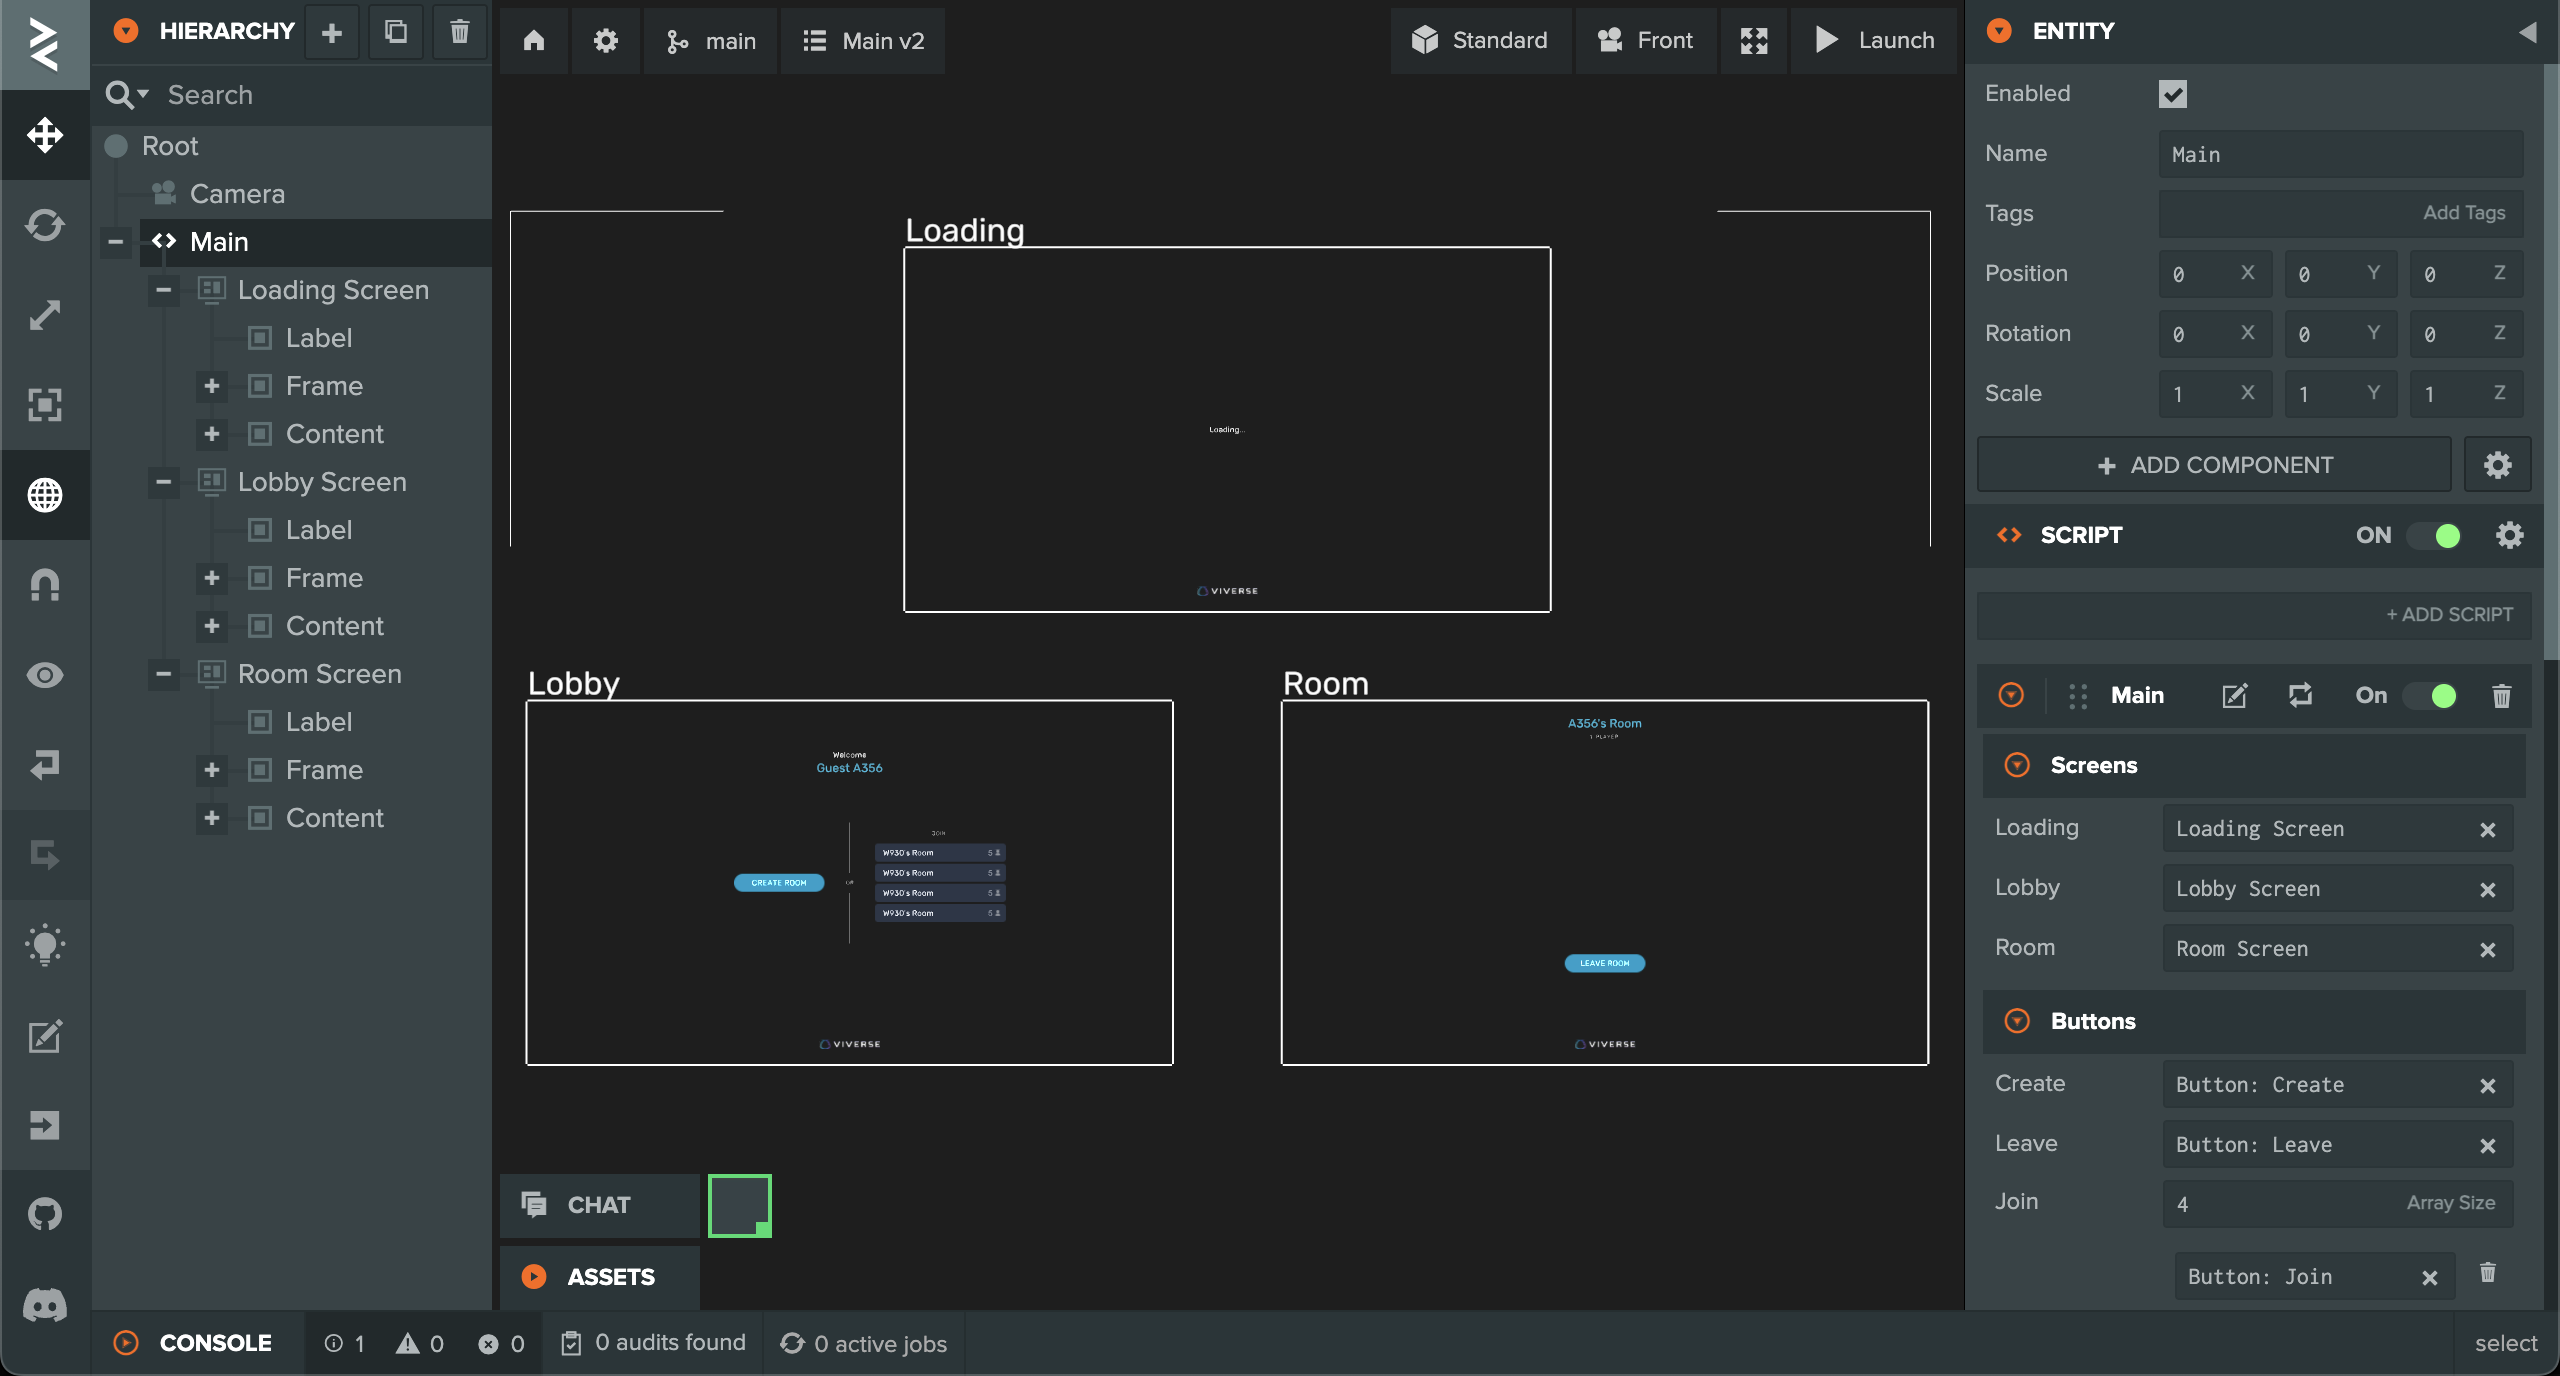 HIERARCHY
Search
Root
Camera
Main
Loading Screen
Label
Frame
Content
Lobby Screen
Label
Frame
Content
Room Screen
Label
Frame
Content
main
Main v2
Standard
Front
Launch
Loading
Loading...
VIVERSE
Lobby
Welcome
Guest A356
CREATE ROOM
OR
JOIN
W930's Room 5
W930's Room 5
W930's Room 5
W930's Room 5
VIVERSE
Room
A356's Room
1 PLAYER
LEAVE ROOM
VIVERSE
CHAT
ASSETS
CONSOLE
1
0
0
0 audits found
0 active jobs
select
ENTITY
Enabled
Name Main
Tags Add Tags
Position 0 X 0 Y 0 Z
Rotation 0 X 0 Y 0 Z
Scale 1 X 1 Y 1 Z
+ ADD COMPONENT
SCRIPT ON
+ ADD SCRIPT
Main On
Screens
Loading Loading Screen
Lobby Lobby Screen
Room Room Screen
Buttons
Create Button: Create
Leave Button: Leave
Join 4 Array Size
Button: Join